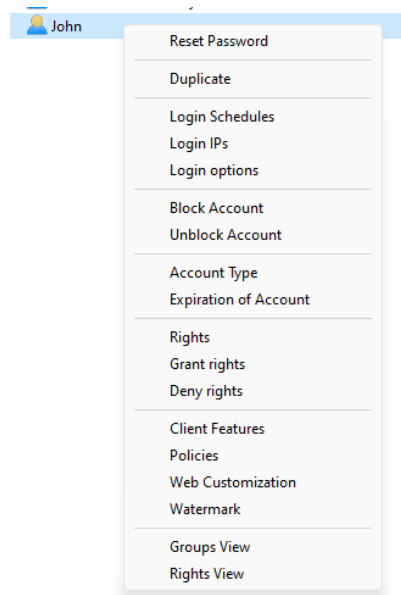 John
Reset Password
Duplicate
Login Schedules
Login IPs
Login options
Block Account
Unblock Account
Account Type
Expiration of Account
Rights
Grant rights
Deny rights
Client Features
Policies
Web Customization
Watermark
Groups View
Rights View